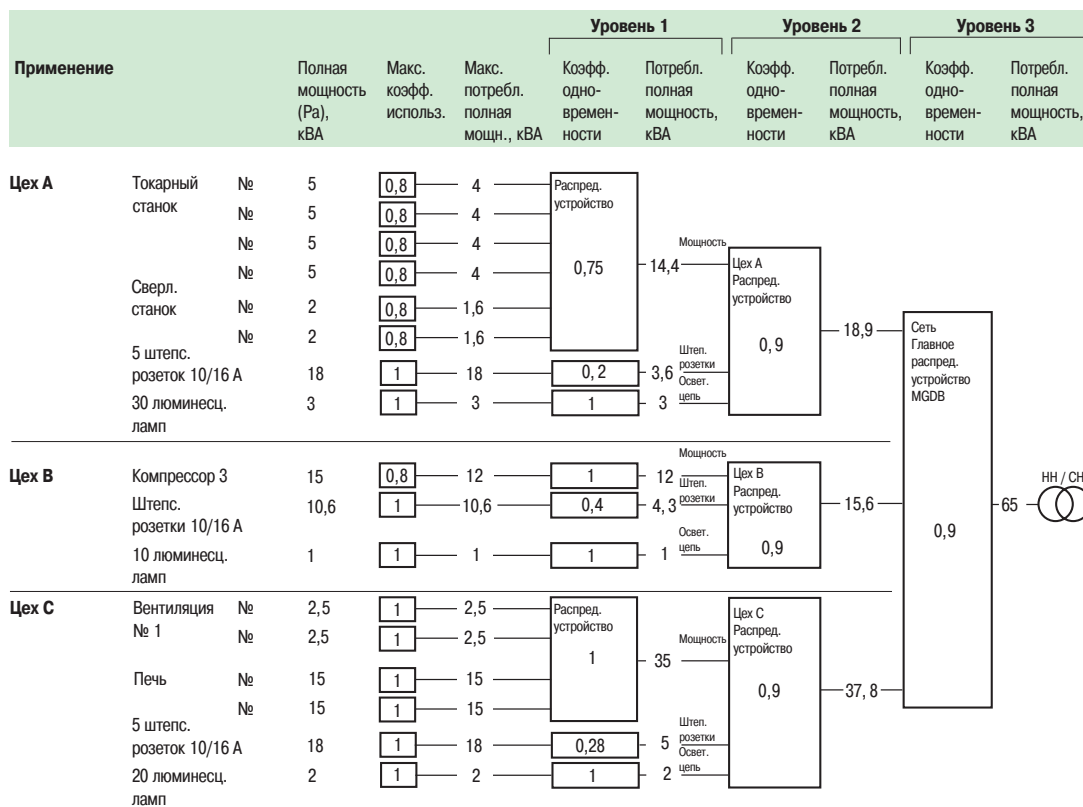 Уровень 1 Уровень 2 Уровень 3
Применение
Полная
мощность
(Pa),
кВА
Макс.
коэфф.
использ.
Макс.
потребл.
полная
мощн., кВА
Коэфф.
одно-
времен-
ности
Потребл.
полная
мощность,
кВА
Коэфф.
одно-
времен-
ности
Потребл.
полная
мощность,
кВА
Коэфф.
одно-
времен-
ности
Потребл.
полная
мощность,
кВА
Цех A
Токарный
станок
№ 5 0,8 4
№ 5 0,8 4
№ 5 0,8 4
№ 5 0,8 4
Сверл.
станок
№ 2 0,8 1,6
№ 2 0,8 1,6
Распред.
устройство
0,75
14,4
Мощность
5 штепс.
розеток 10/16 A 18 1 18 0, 2 3,6
Штеп.
розетки
30 люминесц.
ламп
3 1 3 1 3
Освет.
цепь
Цех A
Распред.
устройство
0,9
18,9
Цех B
Компрессор 3 15 0,8 12 1 12
Мощность
Штепс.
розетки 10/16 A
10,6 1 10,6 0,4 4,3
Штеп.
розетки
10 люминесц.
ламп
1 1 1 1 1
Освет.
цепь
Цех B
Распред.
устройство
0,9
15,6
Цех C
Вентиляция
№ 1
№ 2,5 1 2,5
№ 2,5 1 2,5
Печь
№ 15 1 15
№ 15 1 15
Распред.
устройство
1
35
Мощность
5 штепс.
розеток 10/16 A 18 1 18 0,28 5
Штеп.
розетки
20 люминесц.
ламп
2 1 2 1 2
Освет.
цепь
Цех C
Распред.
устройство
0,9
37, 8
Сеть
Главное
распред.
устройство
MGDB
0,9
65
НН / СН